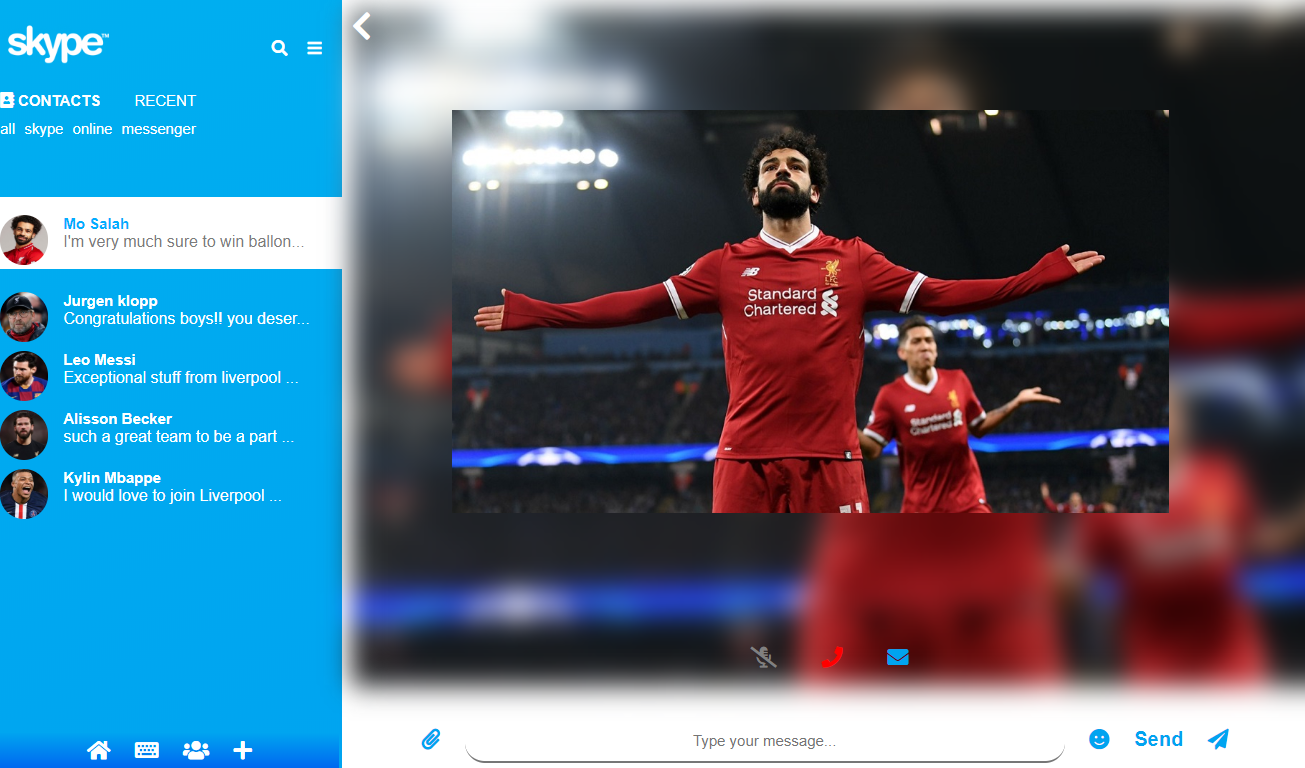 skype™
CONTACTS RECENT
all skype online messenger
Mo Salah
I'm very much sure to win ballon...
Jurgen klopp
Congratulations boys!! you deser...
Leo Messi
Exceptional stuff from liverpool ...
Alisson Becker
such a great team to be a part ...
Kylin Mbappe
I would love to join Liverpool ...
Standard
Chartered
Standard
Chartered
Type your message...
Send